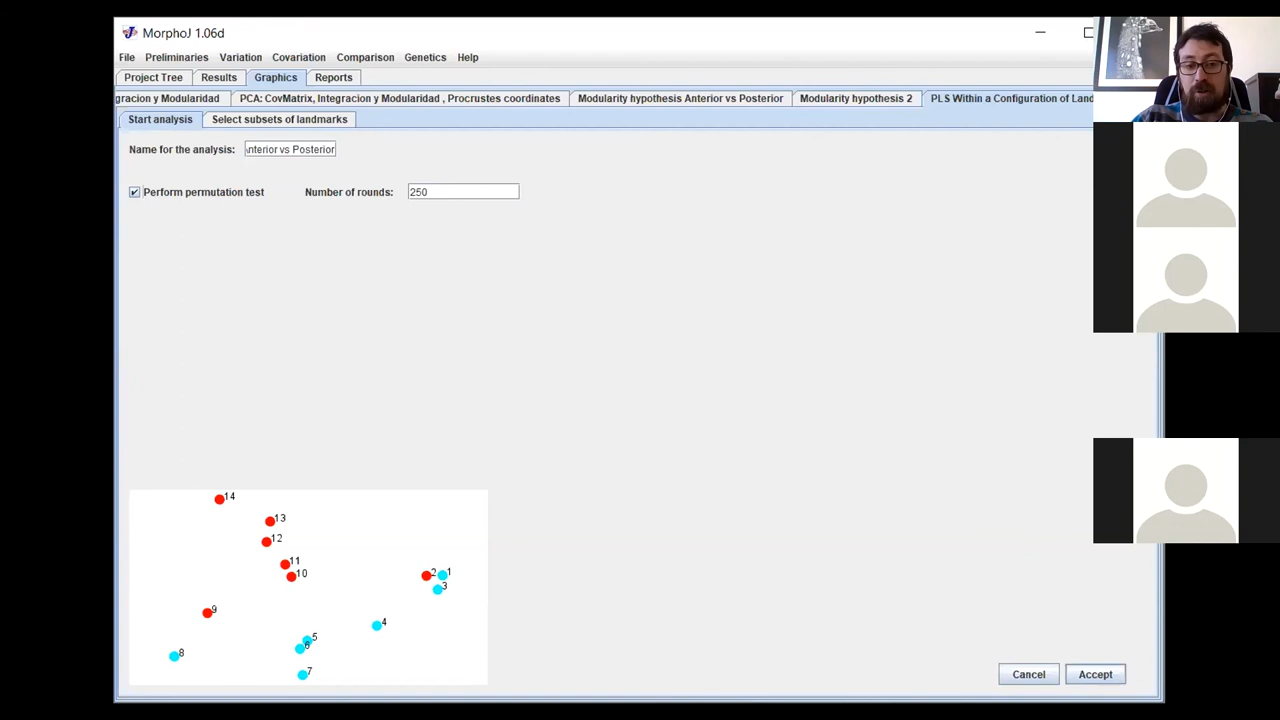 MorphoJ 1.06d
File Preliminaries Variation Covariation Comparison Genetics Help
Project Tree Results Graphics Reports
gracion y Modularidad PCA: CovMatrix, Integracion y Modularidad , Procrustes coordinates Modularity hypothesis Anterior vs Posterior Modularity hypothesis 2 PLS Within a Configuration of Land
Start analysis Select subsets of landmarks
Name for the analysis: nterior vs Posterior
Perform permutation test Number of rounds: 250
14
13
12
11
10
2 1
3
9
4
5
6
8
7
Cancel Accept